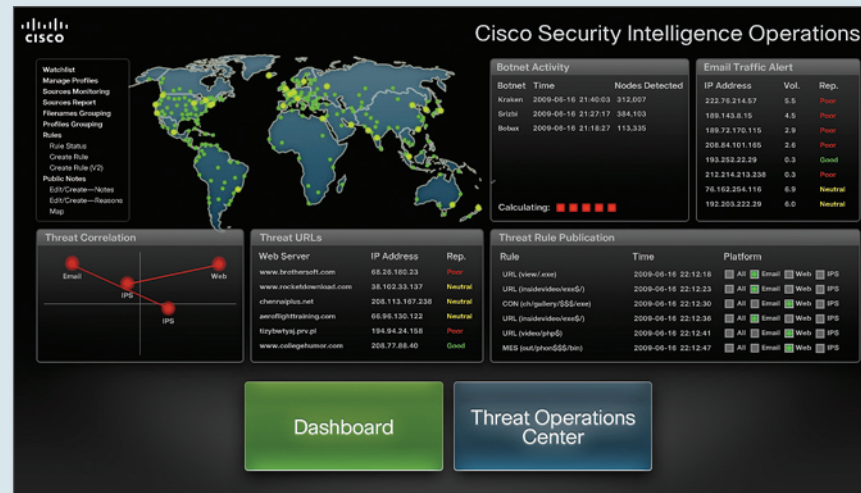 CISCO
Cisco Security Intelligence Operations
Watchlist
Manage Profiles
Sources Monitoring
Sources Report
Filenames Grouping
Profiles Grouping
Rules
Rule Status
Create Rule
Create Rule (V2)
Public Notes
Edit/Create—Notes
Edit/Create—Reasons
Map
Botnet Activity
Botnet Time Nodes Detected
Kraken 2009-06-16 21:40:03 312,007
Srizbi 2009-06-16 21:27:17 384,103
Bobax 2009-06-16 21:18:27 113,335
Calculating:
Email Traffic Alert
IP Address Vol. Rep.
222.76.214.57 5.5 Poor
189.143.8.15 4.5 Poor
189.72.170.115 2.9 Poor
208.84.101.165 2.6 Poor
193.252.22.29 0.3 Good
212.214.213.238 0.3 Poor
76.162.254.116 6.9 Neutral
192.203.222.29 6.0 Neutral
Threat Correlation
Email
Web
IPS
IPS
Threat URLs
Web Server IP Address Rep.
www.brothersoft.com 68.26.180.23 Poor
www.rocketdownload.com 38.102.33.137 Neutral
chennaiplus.net 208.113.167.238 Neutral
aeroflighttraining.com 66.96.130.122 Neutral
tizybwtyaj.prv.pl 194.94.24.158 Poor
www.collegehumor.com 208.77.88.40 Good
Threat Rule Publication
Rule Time Platform
URL (view/.exe) 2009-06-16 22:12:18 All Email Web IPS
URL (insidevideo/exe$/) 2009-06-16 22:12:23 All Email Web IPS
CON (ch/gallery/$$$/exe) 2009-06-16 22:12:30 All Email Web IPS
URL (insidevideo/exe$/) 2009-06-16 22:12:38 All Email Web IPS
URL (video/php$) 2009-06-16 22:12:41 All Email Web IPS
MES (out/phon$$$/bin) 2009-06-16 22:12:47 All Email Web IPS
Dashboard
Threat Operations
Center